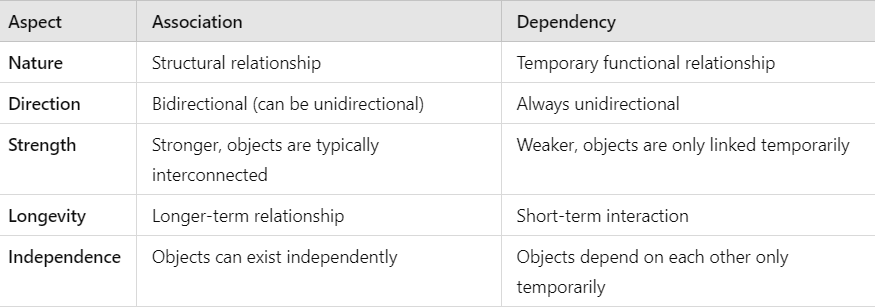 Aspect Association Dependency
Nature Structural relationship Temporary functional relationship
Direction Bidirectional (can be unidirectional) Always unidirectional
Strength Stronger, objects are typically interconnected Weaker, objects are only linked temporarily
Longevity Longer-term relationship Short-term interaction
Independence Objects can exist independently Objects depend on each other only temporarily